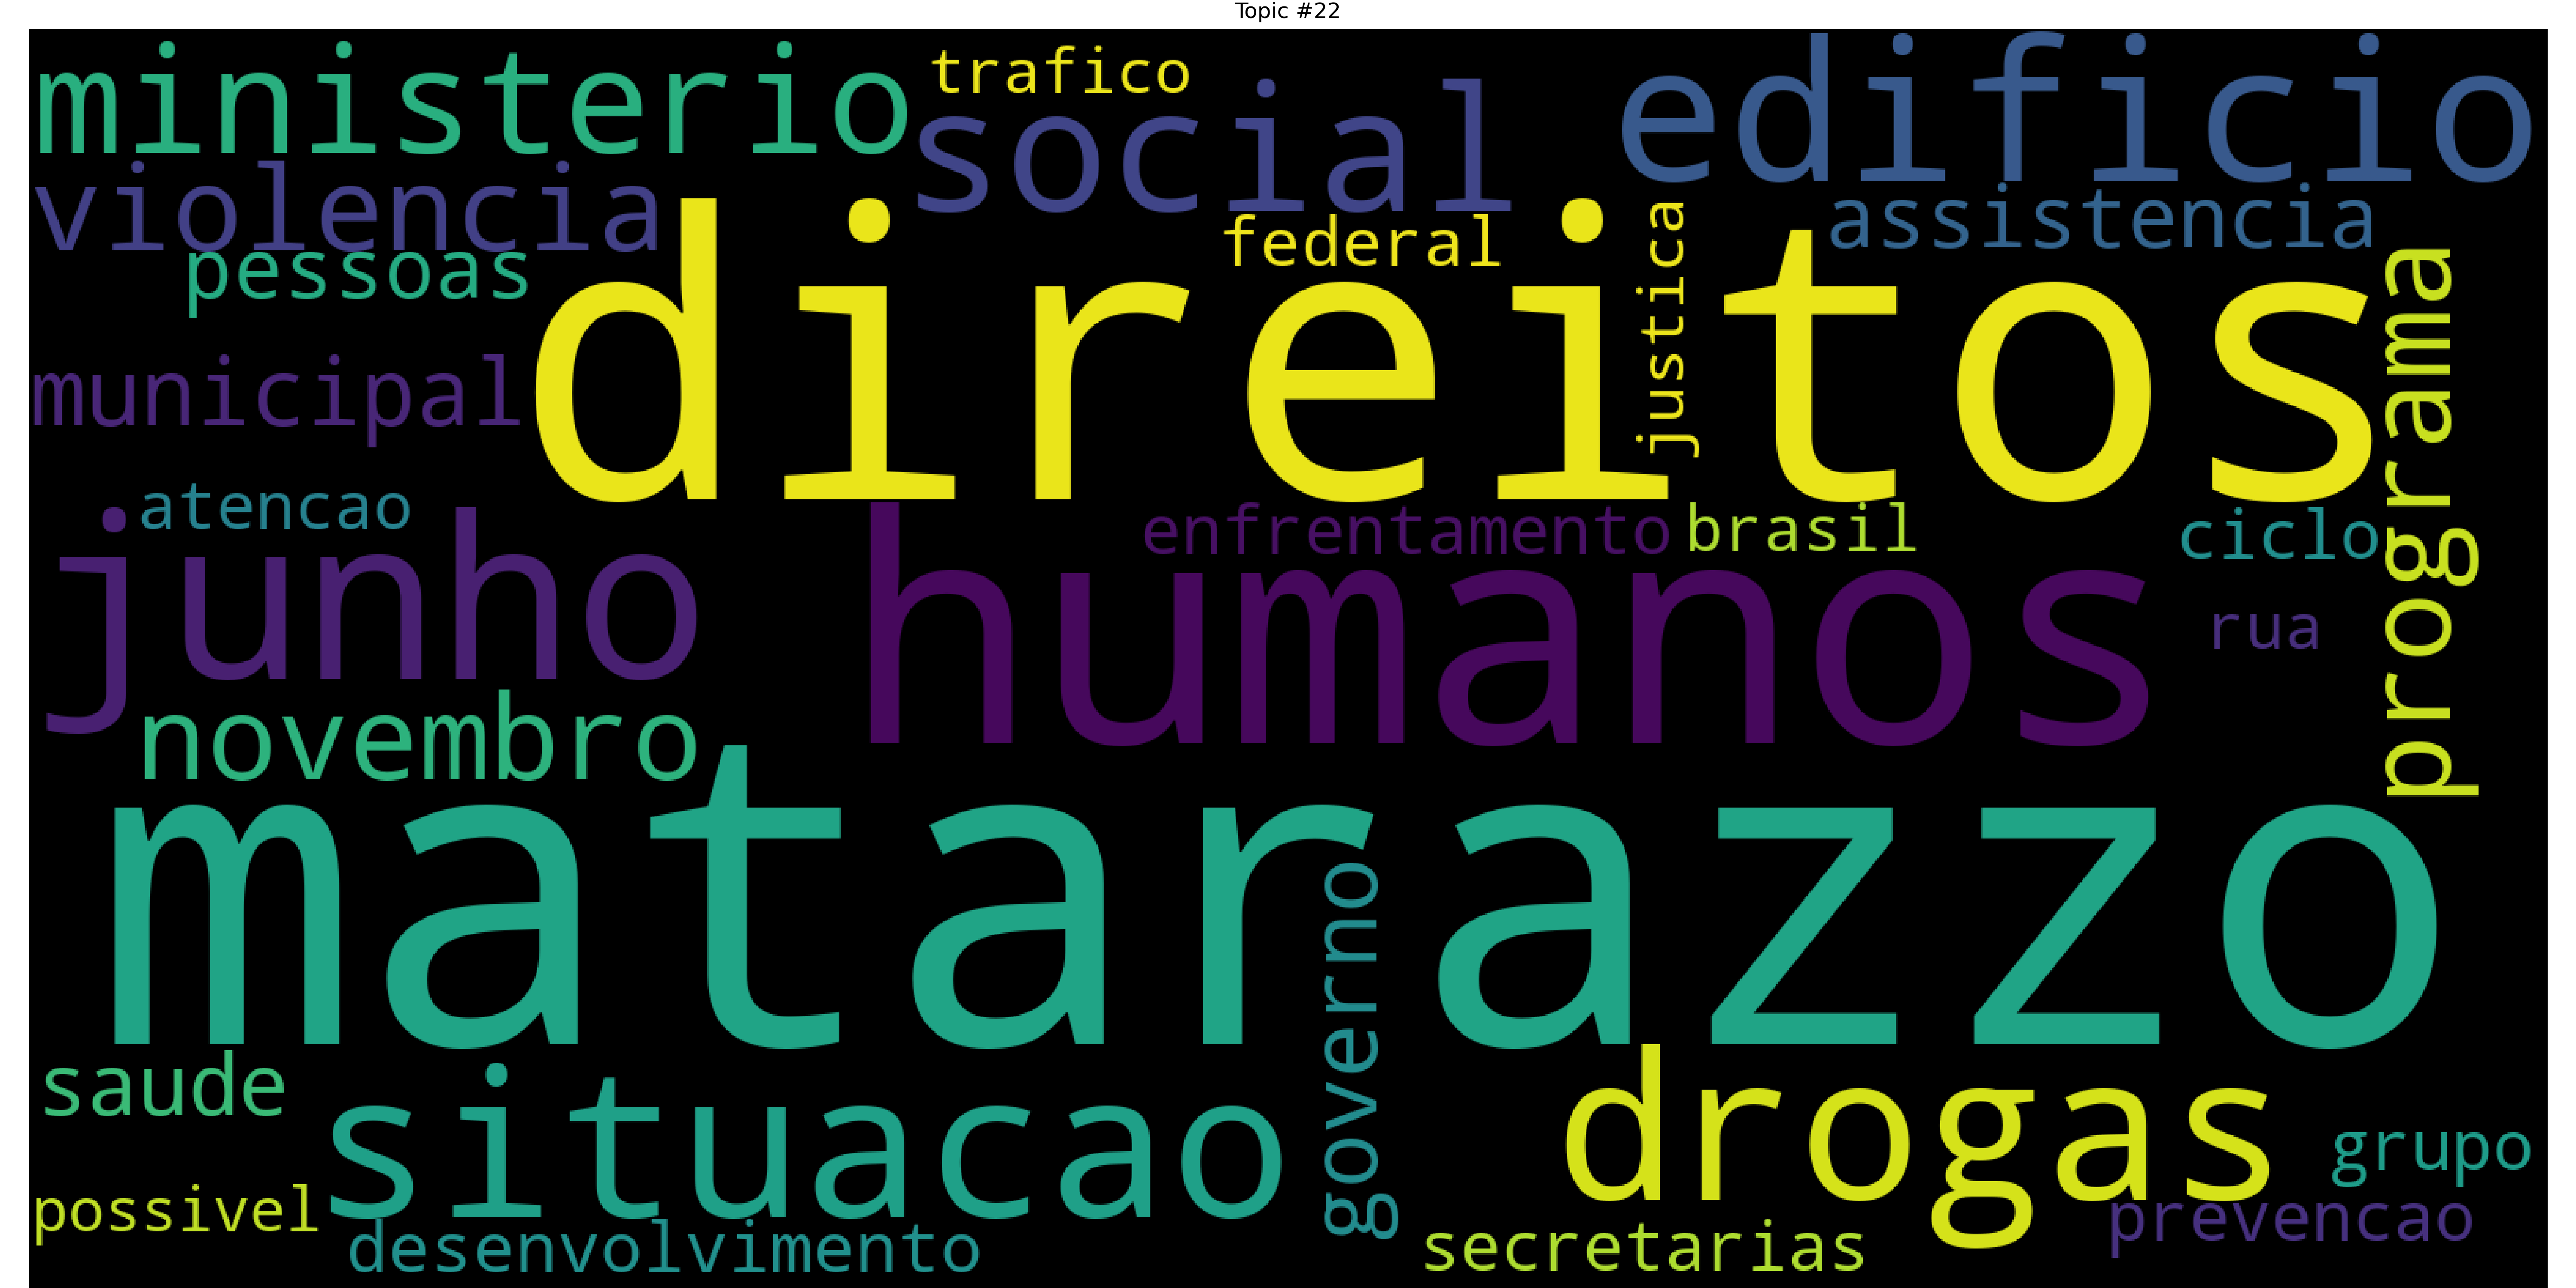 Topic #22
ministerio
trafico
social
edificio
violencia
assistencia
federal
justica
pessoas
direitos
programa
municipal
atencao
enfrentamento
brasil
ciclo
junho
humanos
rua
novembro
matarazzo
governo
saude
situacao
drogas
grupo
possivel
prevencao
desenvolvimento
secretarias